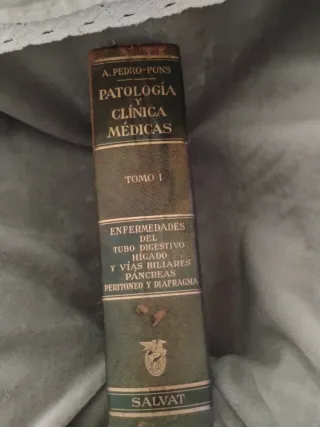 A. PEDRO-PONS
PATOLOGÍA
Y
CLÍNICA
MÉDICAS
TOMO I
ENFERMEDADES
DEL
TUBO DIGESTIVO
HÍGADO
Y VÍAS BILIARES
PÁNCREAS
PERITONEO Y DIAFRAGMA
SALVAT